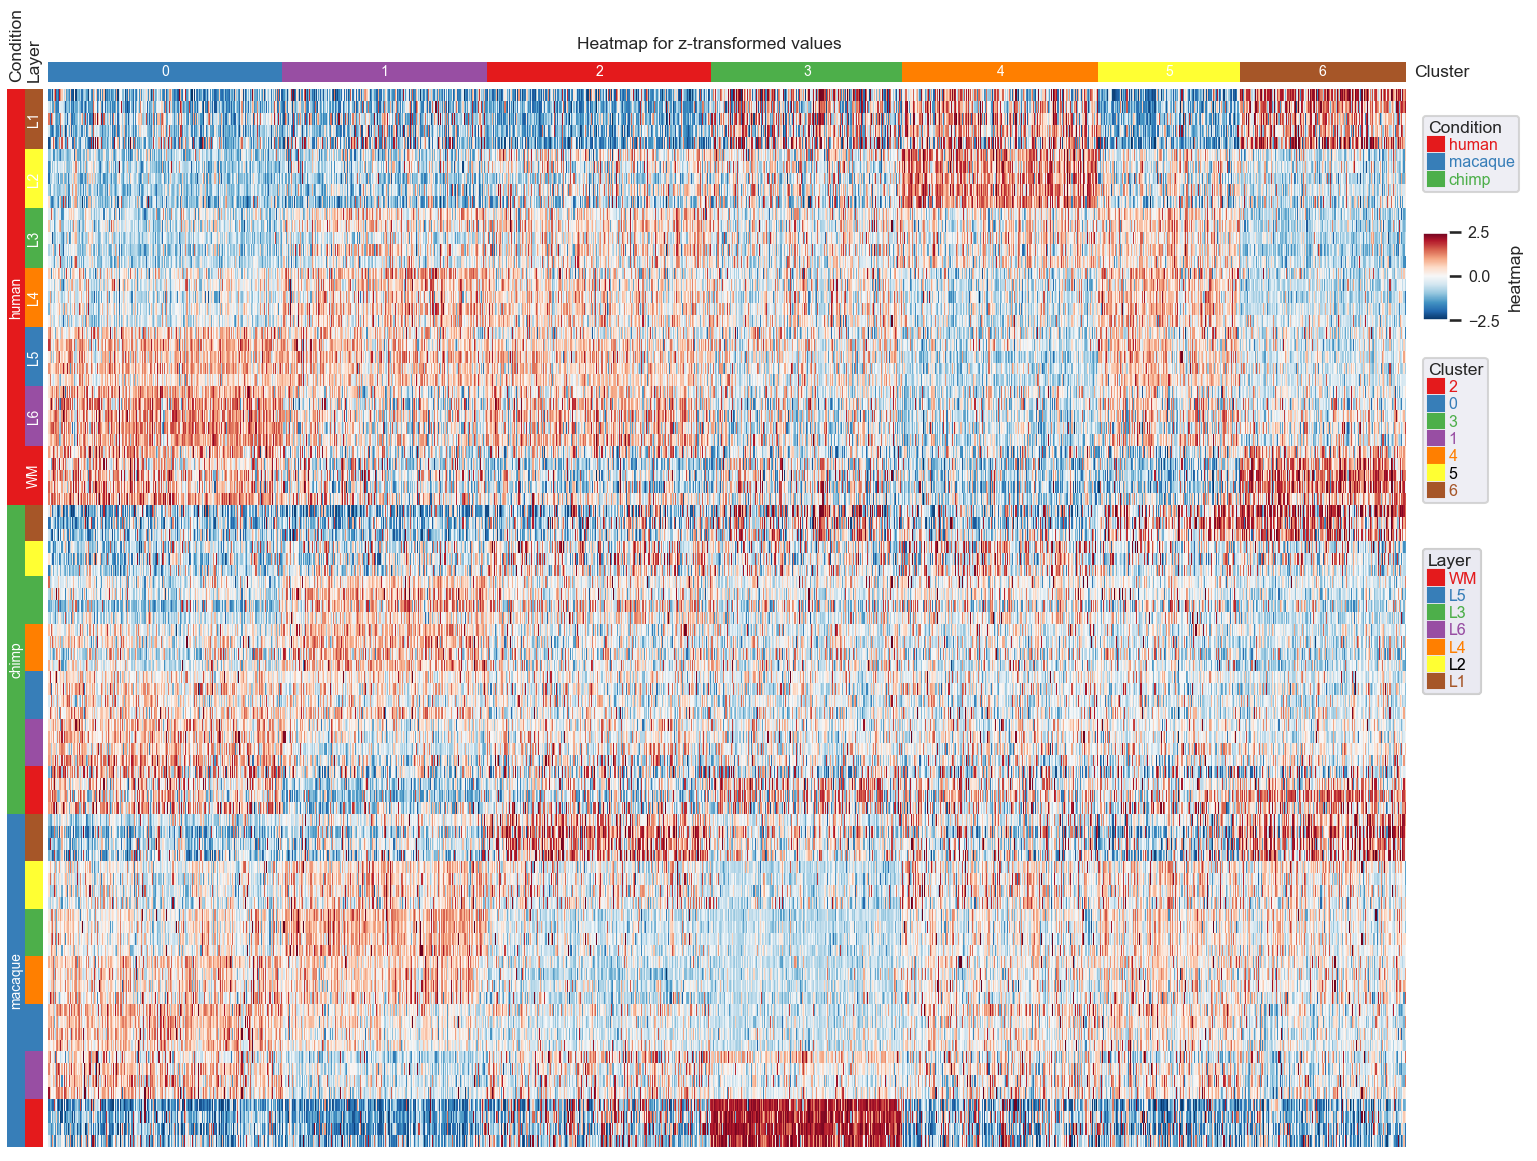 Heatmap for z-transformed values
Condition
Layer
0 1 2 3 4 5 6
Cluster
human
L1
L2
L3
L4
L5
L6
WM
chimp
macaque
Condition
human
macaque
chimp
2.5
0.0
−2.5
heatmap
Cluster
2
0
3
1
4
5
6
Layer
WM
L5
L3
L6
L4
L2
L1